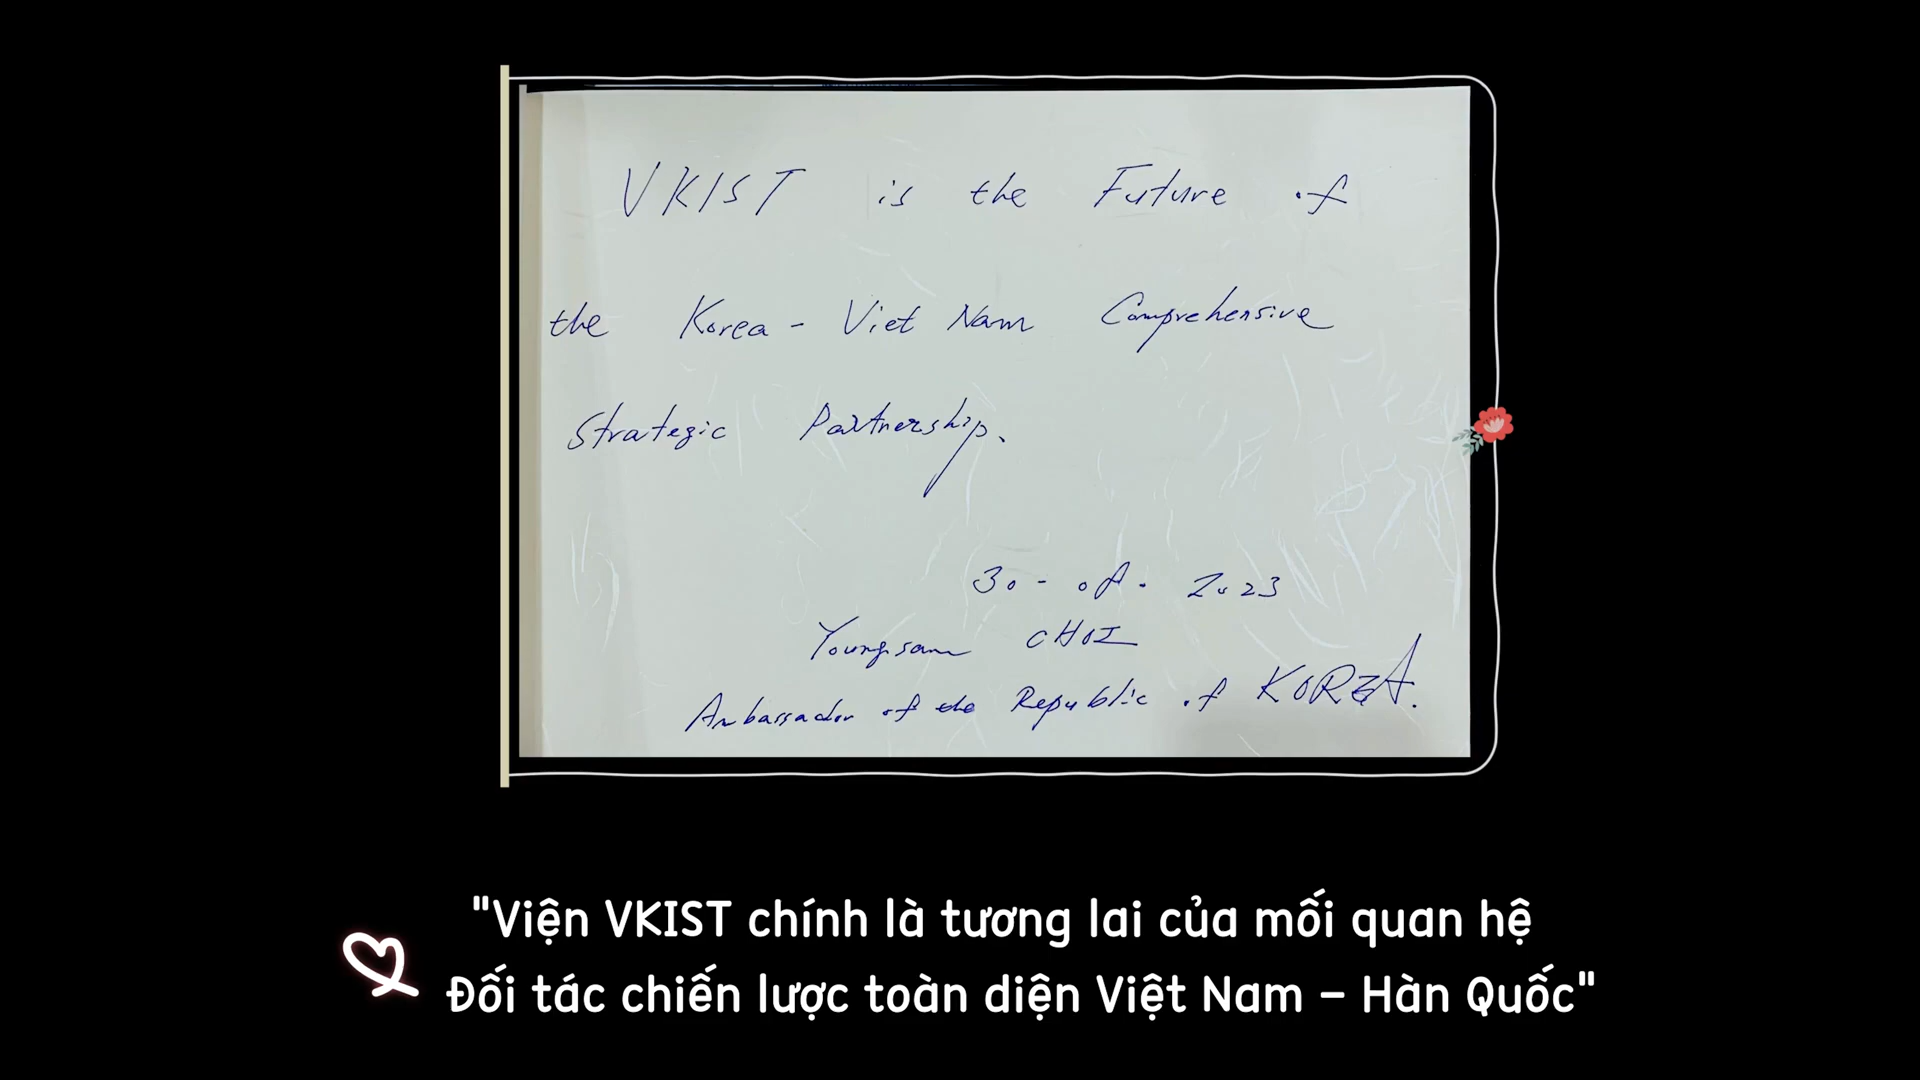 VKIST is the Future of
the Korea - Viet Nam Comprehensive
Strategic Partnership.
2023
Youngsam CHOI
Ambassador of the Republic of KOREA.
"Viện VKIST chính là tương lai của mối quan hệ
Đối tác chiến lược toàn diện Việt Nam – Hàn Quốc"